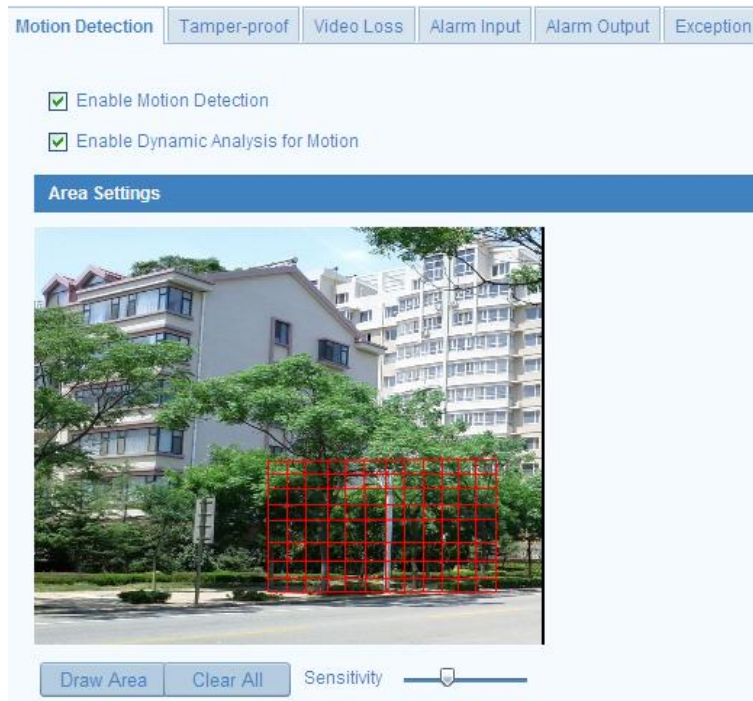 Motion Detection Tamper-proof Video Loss Alarm Input Alarm Output Exception
Enable Motion Detection
Enable Dynamic Analysis for Motion
Area Settings
Draw Area Clear All Sensitivity